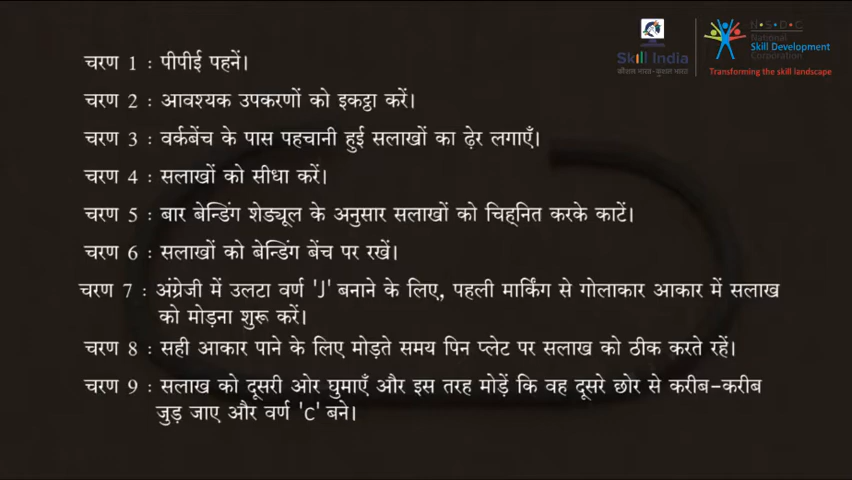 N·S·D·C
National
Skill Development
Corporation
Skill India
कौशल भारत-कुशल भारत
Transforming the skill landscape
चरण 1 : पीपीई पहनें।
चरण 2 : आवश्यक उपकरणों को इकट्ठा करें।
चरण 3 : वर्कबेंच के पास पहचानी हुई सलाखों का ढ़ेर लगाएँ।
चरण 4 : सलाखों को सीधा करें।
चरण 5 : बार बेन्डिंग शेड्यूल के अनुसार सलाखों को चिह्नित करके काटें।
चरण 6 : सलाखों को बेन्डिंग बेंच पर रखें।
चरण 7 : अंग्रेजी में उलटा वर्ण 'J' बनाने के लिए, पहली मार्किंग से गोलाकार आकार में सलाख
को मोड़ना शुरू करें।
चरण 8 : सही आकार पाने के लिए मोड़ते समय पिन प्लेट पर सलाख को ठीक करते रहें।
चरण 9 : सलाख को दूसरी ओर घुमाएँ और इस तरह मोड़ें कि वह दूसरे छोर से करीब-करीब
जुड़ जाए और वर्ण 'C' बने।